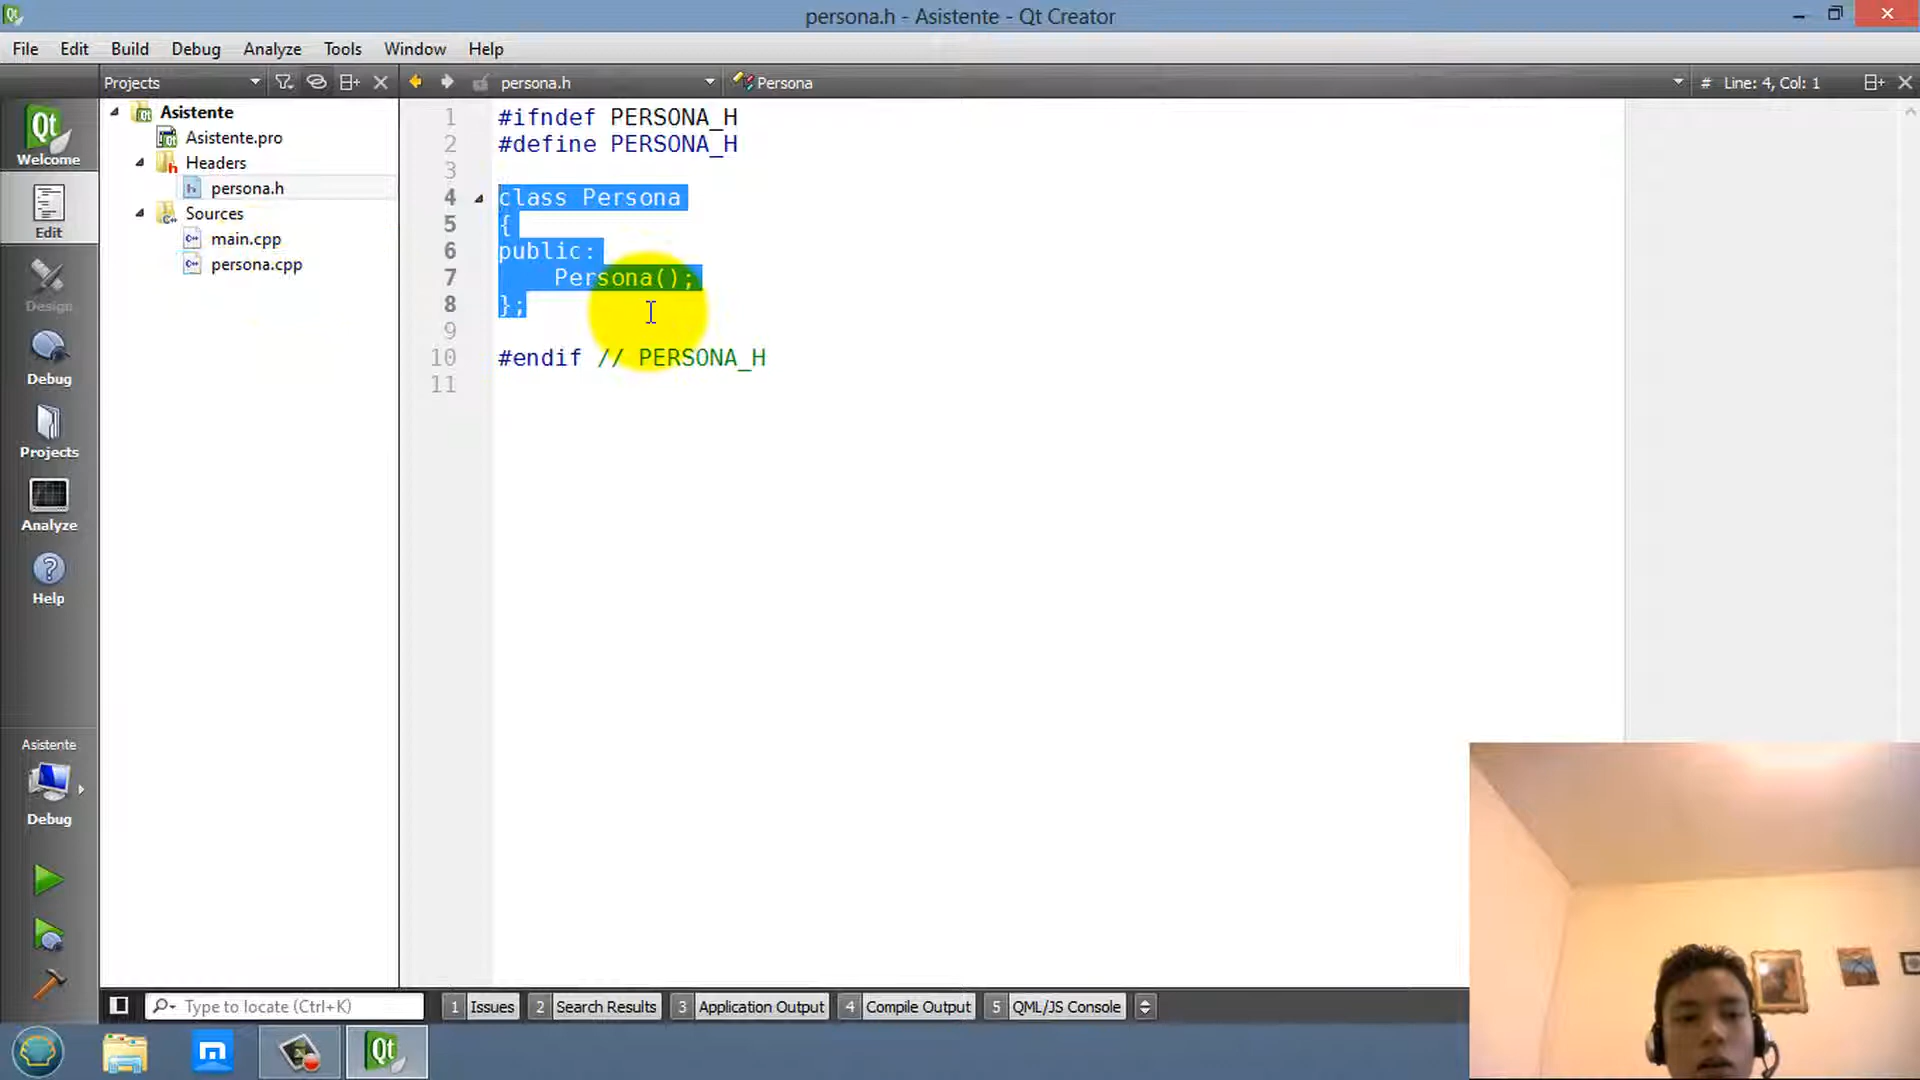 persona.h - Asistente - Qt Creator
File Edit Build Debug Analyze Tools Window Help
Projects persona.h Persona # Line: 4, Col: 1
Welcome
Edit
Design
Debug
Projects
Analyze
Help
Asistente
Debug
Asistente
Asistente.pro
Headers
persona.h
Sources
main.cpp
persona.cpp
1 #ifndef PERSONA_H
2 #define PERSONA_H
3
4 class Persona
5 {
6 public:
7 Persona();
8 };
9
10 #endif // PERSONA_H
11
Type to locate (Ctrl+K) 1 Issues 2 Search Results 3 Application Output 4 Compile Output 5 QML/JS Console